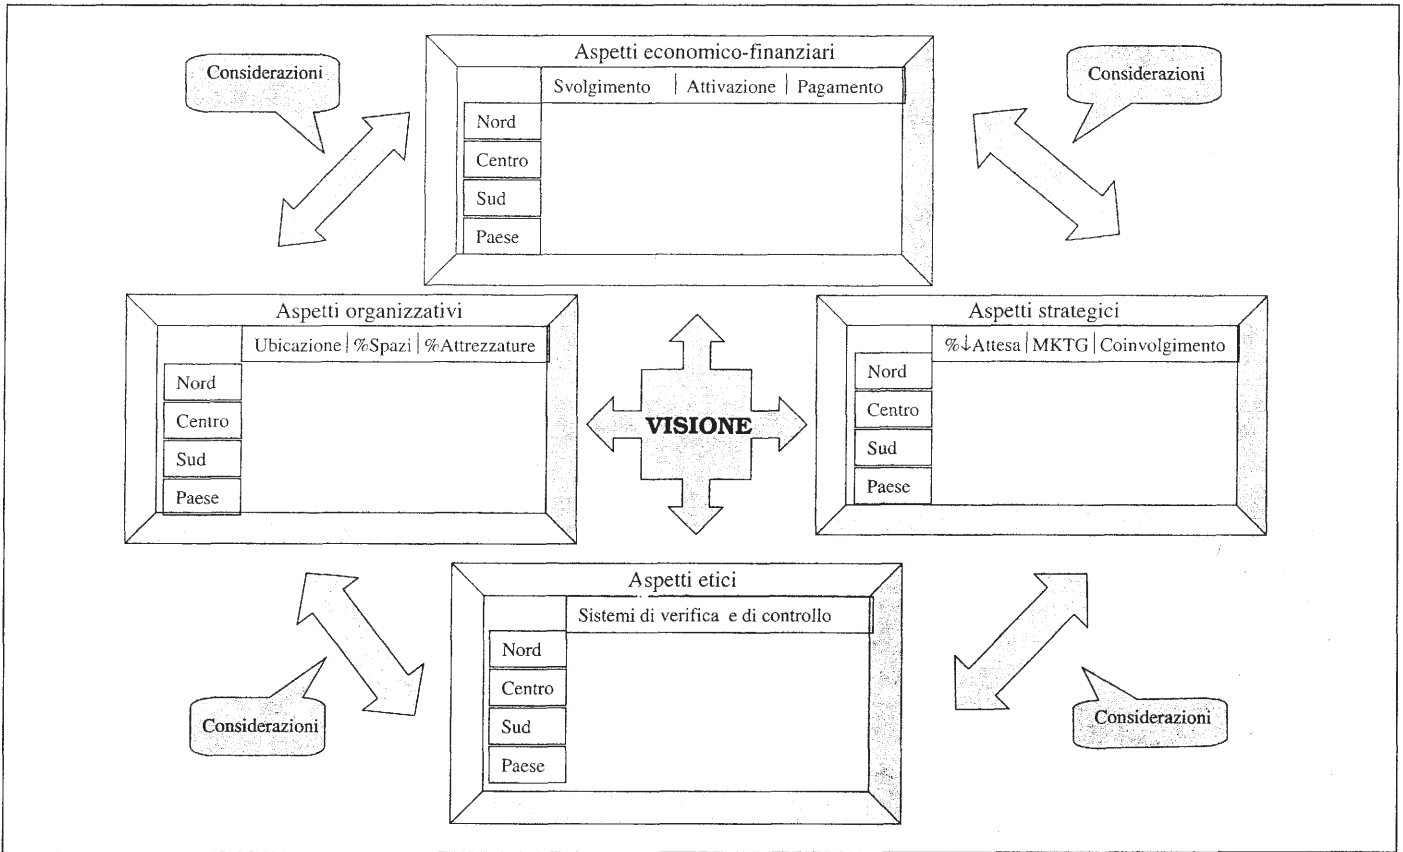 Aspetti economico-finanziari
Considerazioni
Considerazioni
Svolgimento | Attivazione | Pagamento
Nord
Centro
Sud
Paese
Aspetti organizzativi
Ubicazione | %Spazi | %Attrezzature
Nord
Centro
Sud
Paese
VISIONE
Aspetti strategici
%↓Attesa | MKTG | Coinvolgimento
Nord
Centro
Sud
Paese
Aspetti etici
Sistemi di verifica e di controllo
Nord
Centro
Sud
Paese
Considerazioni
Considerazioni